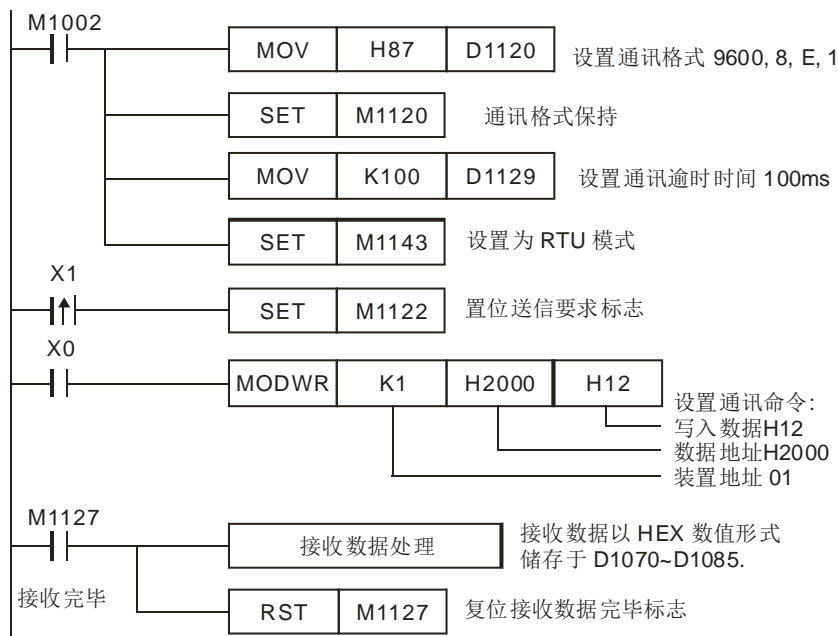 M1002
MOV H87 D1120 设置通讯格式 9600, 8, E, 1
SET M1120 通讯格式保持
MOV K100 D1129 设置通讯逾时时间 100ms
SET M1143 设置为 RTU 模式
X1
SET M1122 置位送信要求标志
X0
MODWR K1 H2000 H12
设置通讯命令:
写入数据H12
数据地址H2000
装置地址 01
M1127
接收数据处理
接收数据以 HEX 数值形式
储存于 D1070~D1085.
接收完毕
RST M1127 复位接收数据完毕标志